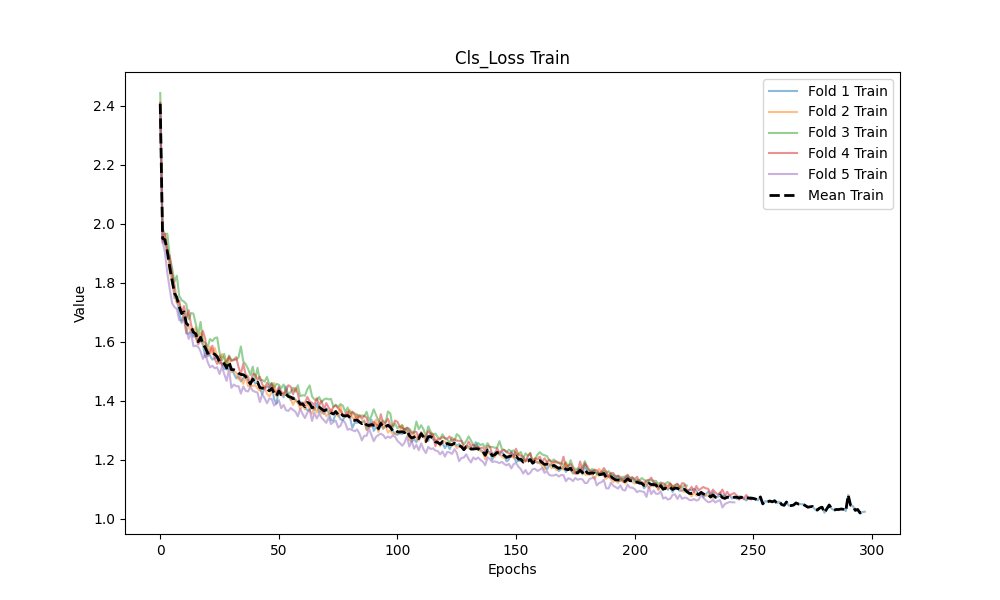 Cls_Loss Train
Value
2.4
2.2
2.0
1.8
1.6
1.4
1.2
1.0
0 50 100 150 200 250 300
Epochs
Fold 1 Train
Fold 2 Train
Fold 3 Train
Fold 4 Train
Fold 5 Train
Mean Train